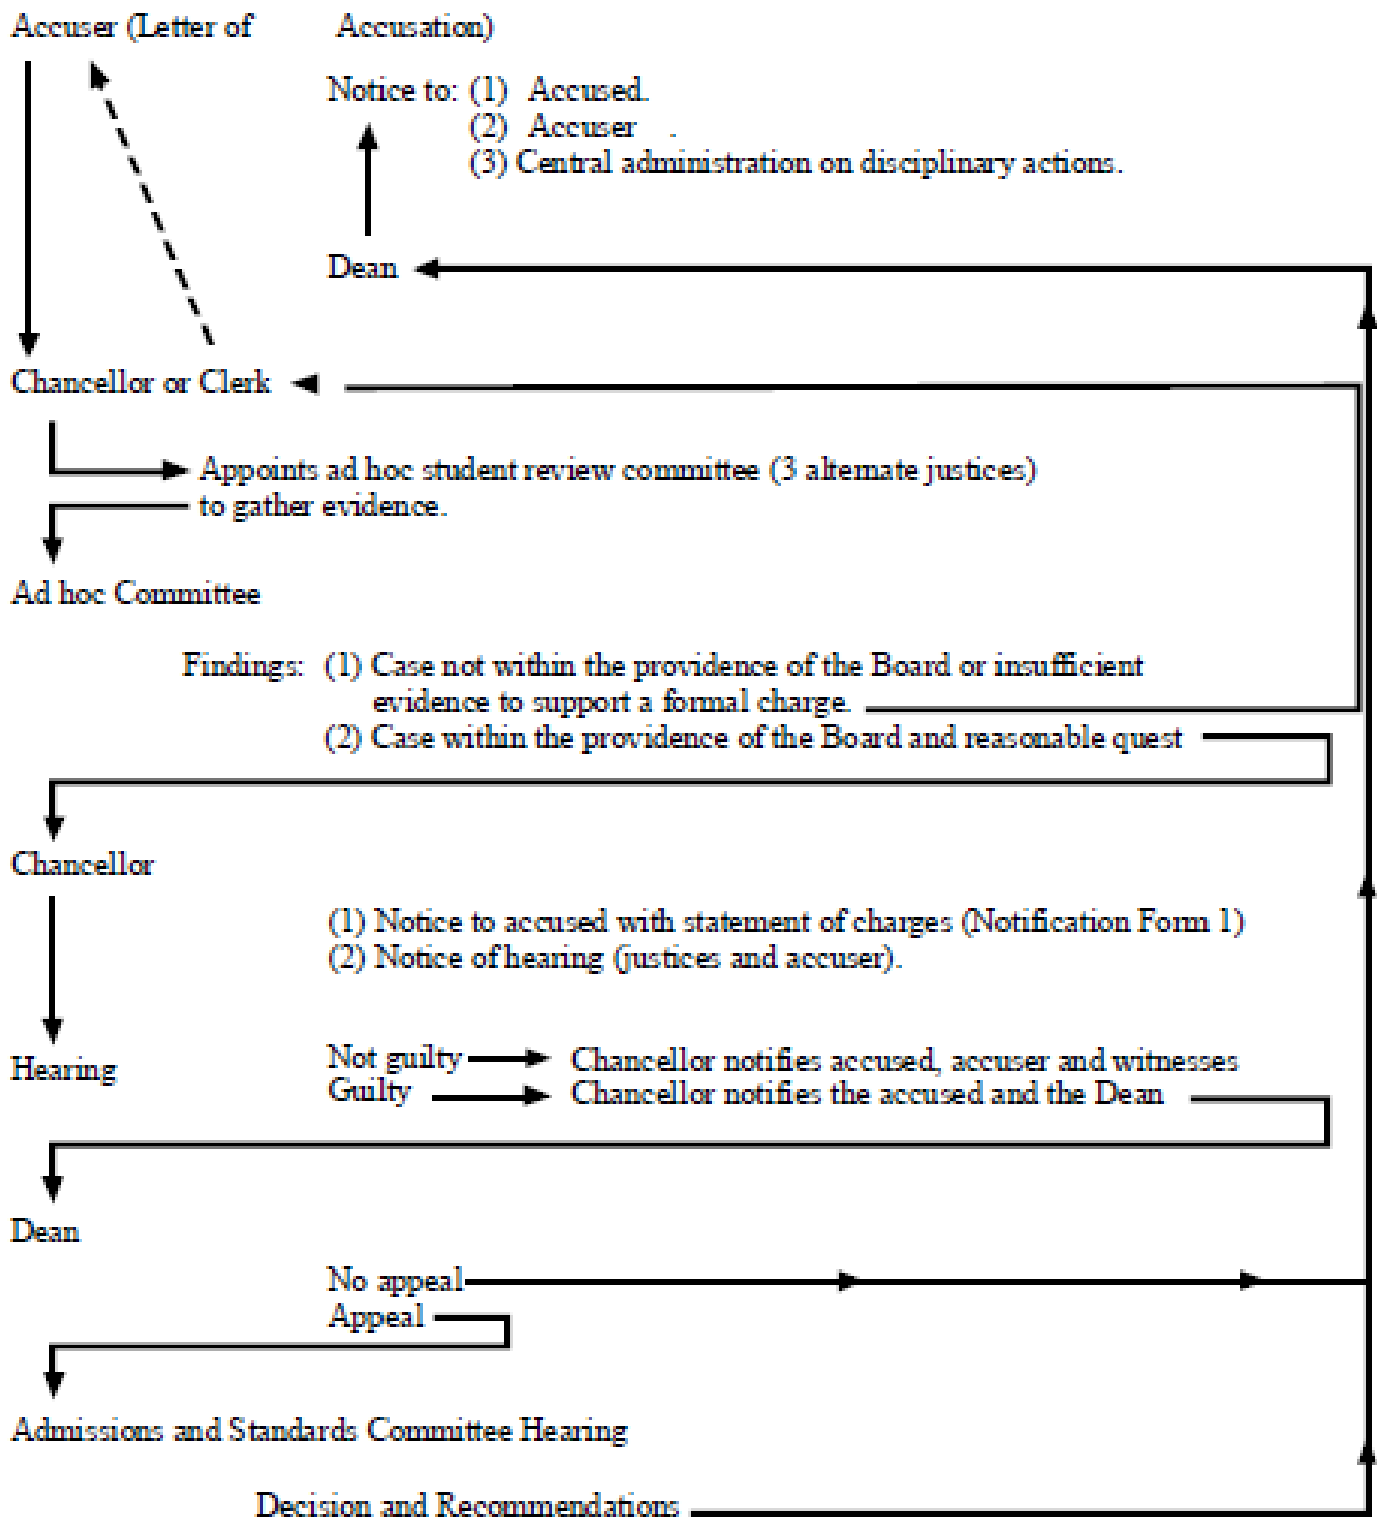 Accuser (Letter of Accusation)
Notice to: (1) Accused.
(2) Accuser .
(3) Central administration on disciplinary actions.
Dean
Chancellor or Clerk
Appoints ad hoc student review committee (3 alternate justices)
to gather evidence.
Ad hoc Committee
Findings: (1) Case not within the providence of the Board or insufficient
evidence to support a formal charge.
(2) Case within the providence of the Board and reasonable quest
Chancellor
(1) Notice to accused with statement of charges (Notification Form 1)
(2) Notice of hearing (justices and accuser).
Hearing
Not guilty Chancellor notifies accused, accuser and witnesses
Guilty Chancellor notifies the accused and the Dean
Dean
No appeal
Appeal
Admissions and Standards Committee Hearing
Decision and Recommendations